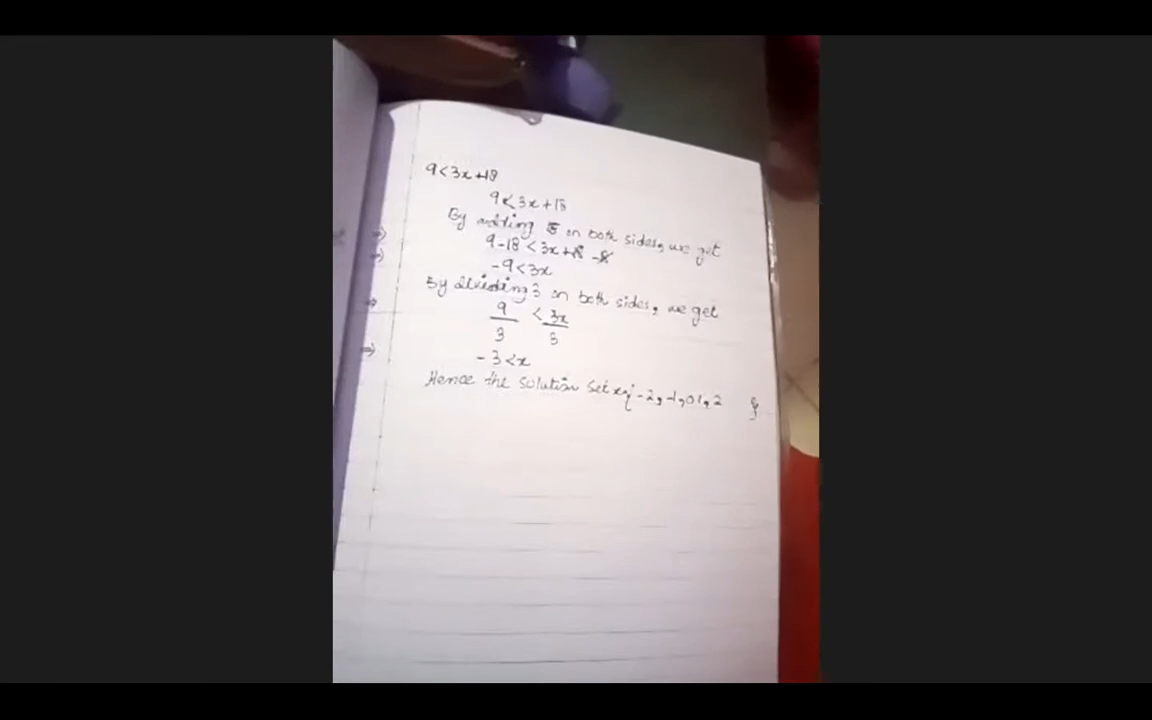 9<3x+18
9<3x+18
By adding on both sides, we get
⇒ 9-18<3x+18 -8
⇒ -9<3x
By dividing 3 on both sides, we get
⇒ 9/3 < 3x/3
⇒ -3<x
Hence the solution set x { -2, -1, 0 1, 2 }